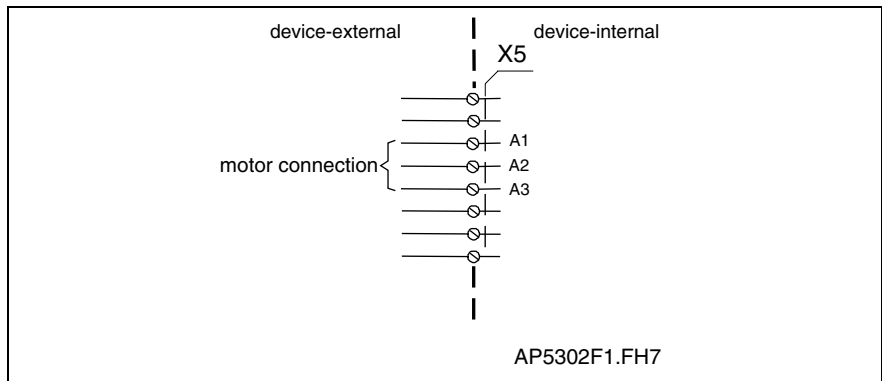 device-external
device-internal
X5
A1
motor connection
A2
A3
AP5302F1.FH7